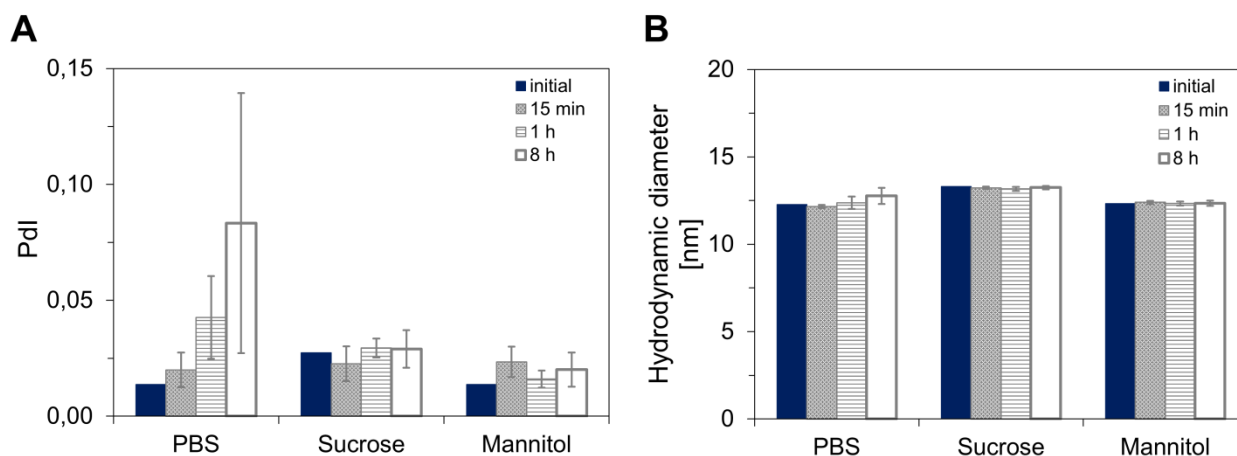 A
PdI
0,15
0,10
0,05
0,00
initial
15 min
1 h
8 h
PBS
Sucrose
Mannitol
B
Hydrodynamic diameter
[nm]
20
15
10
5
0
initial
15 min
1 h
8 h
PBS
Sucrose
Mannitol